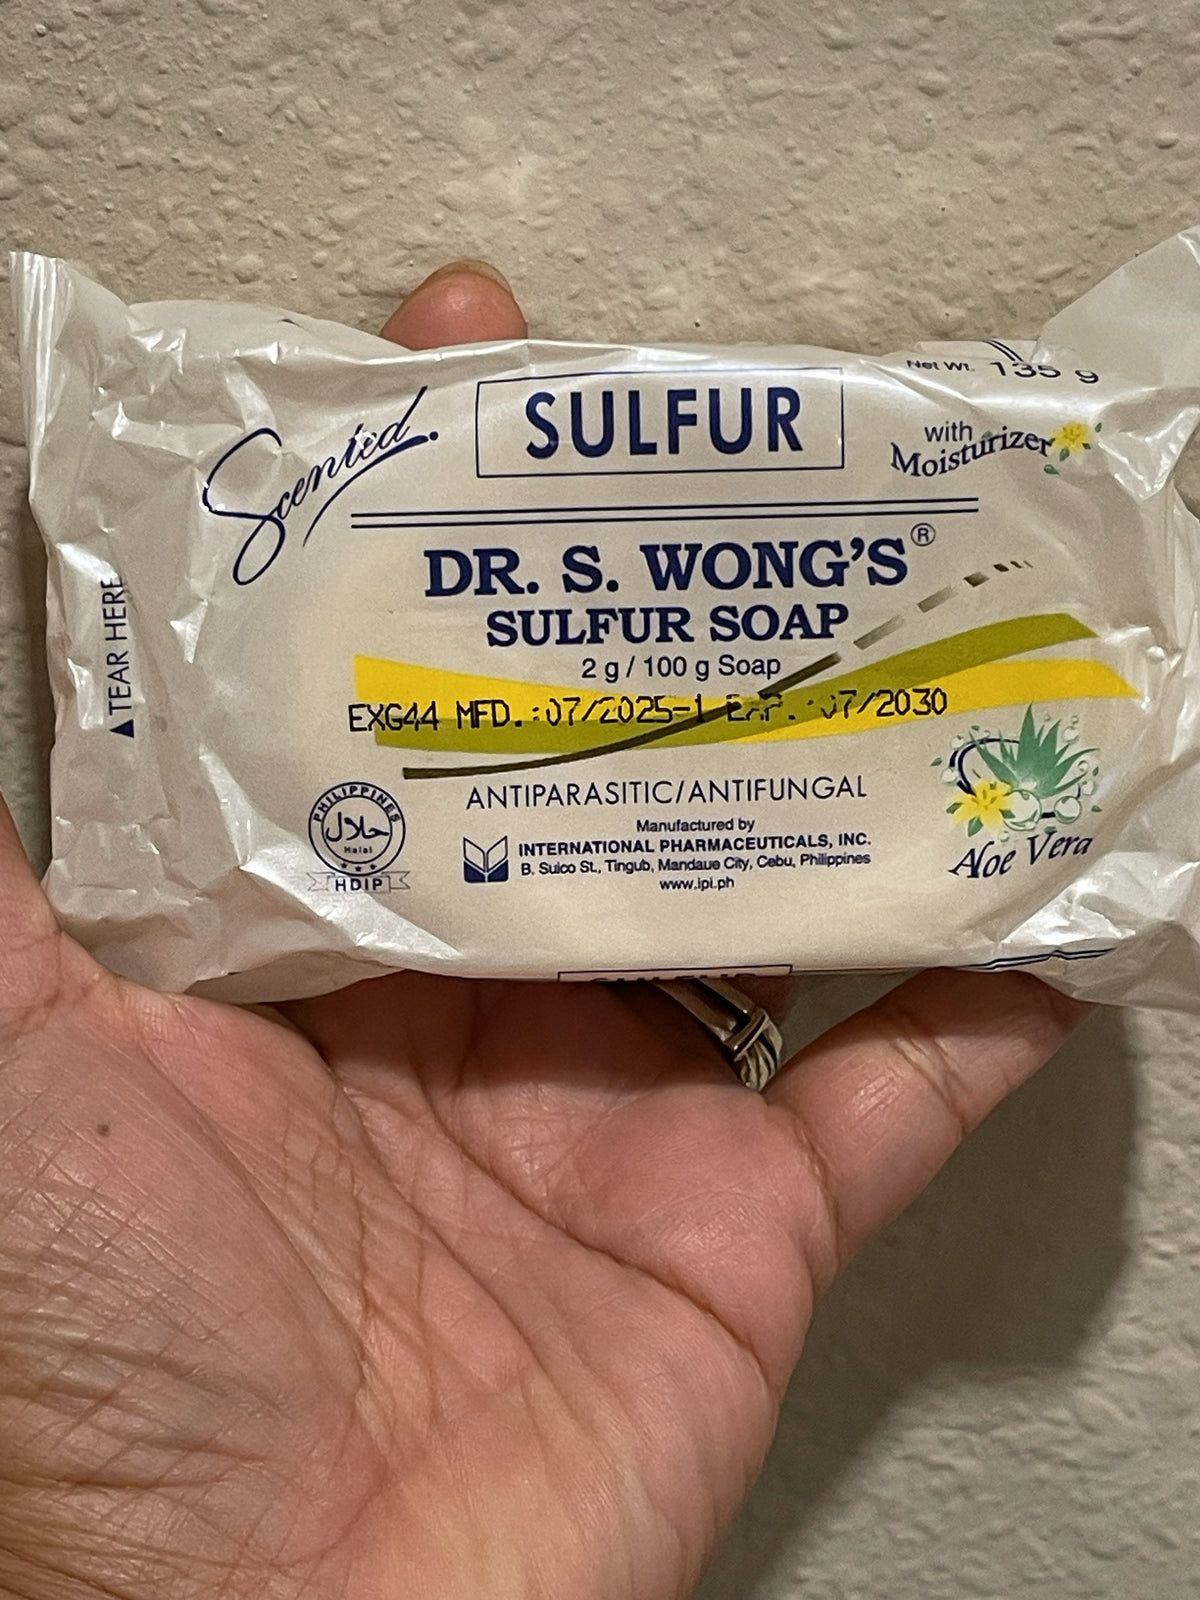 Scented.
SULFUR
Net Wt. 135 g
with
Moisturizer
DR. S. WONG'S®
SULFUR SOAP
2 g / 100 g Soap
EXG44 MFD.:07/2025-1 EXP.:07/2030
▲TEAR HERE
ANTIPARASITIC/ANTIFUNGAL
PHILIPPINES
حلال
Halal
HDIP
Manufactured by
INTERNATIONAL PHARMACEUTICALS, INC.
B. Suico St., Tingub, Mandaue City, Cebu, Philippines
www.ipi.ph
Aloe Vera